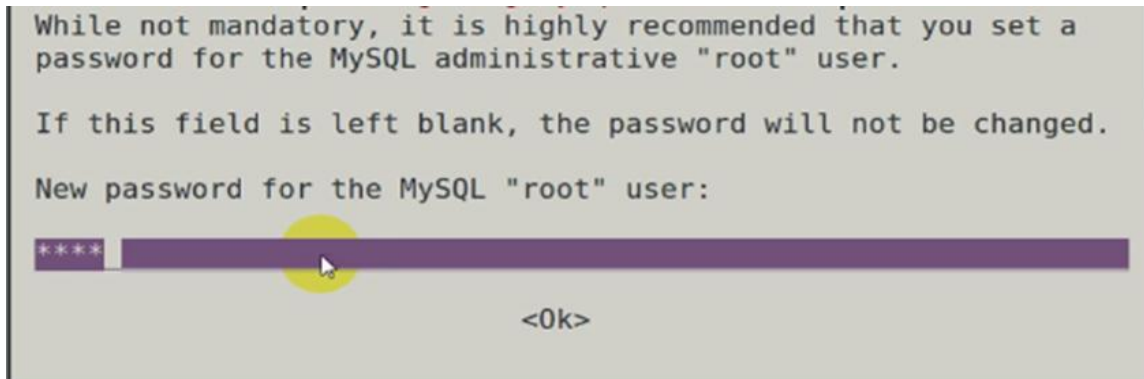 While not mandatory, it is highly recommended that you set a
password for the MySQL administrative "root" user.
If this field is left blank, the password will not be changed.
New password for the MySQL "root" user:
****
<Ok>